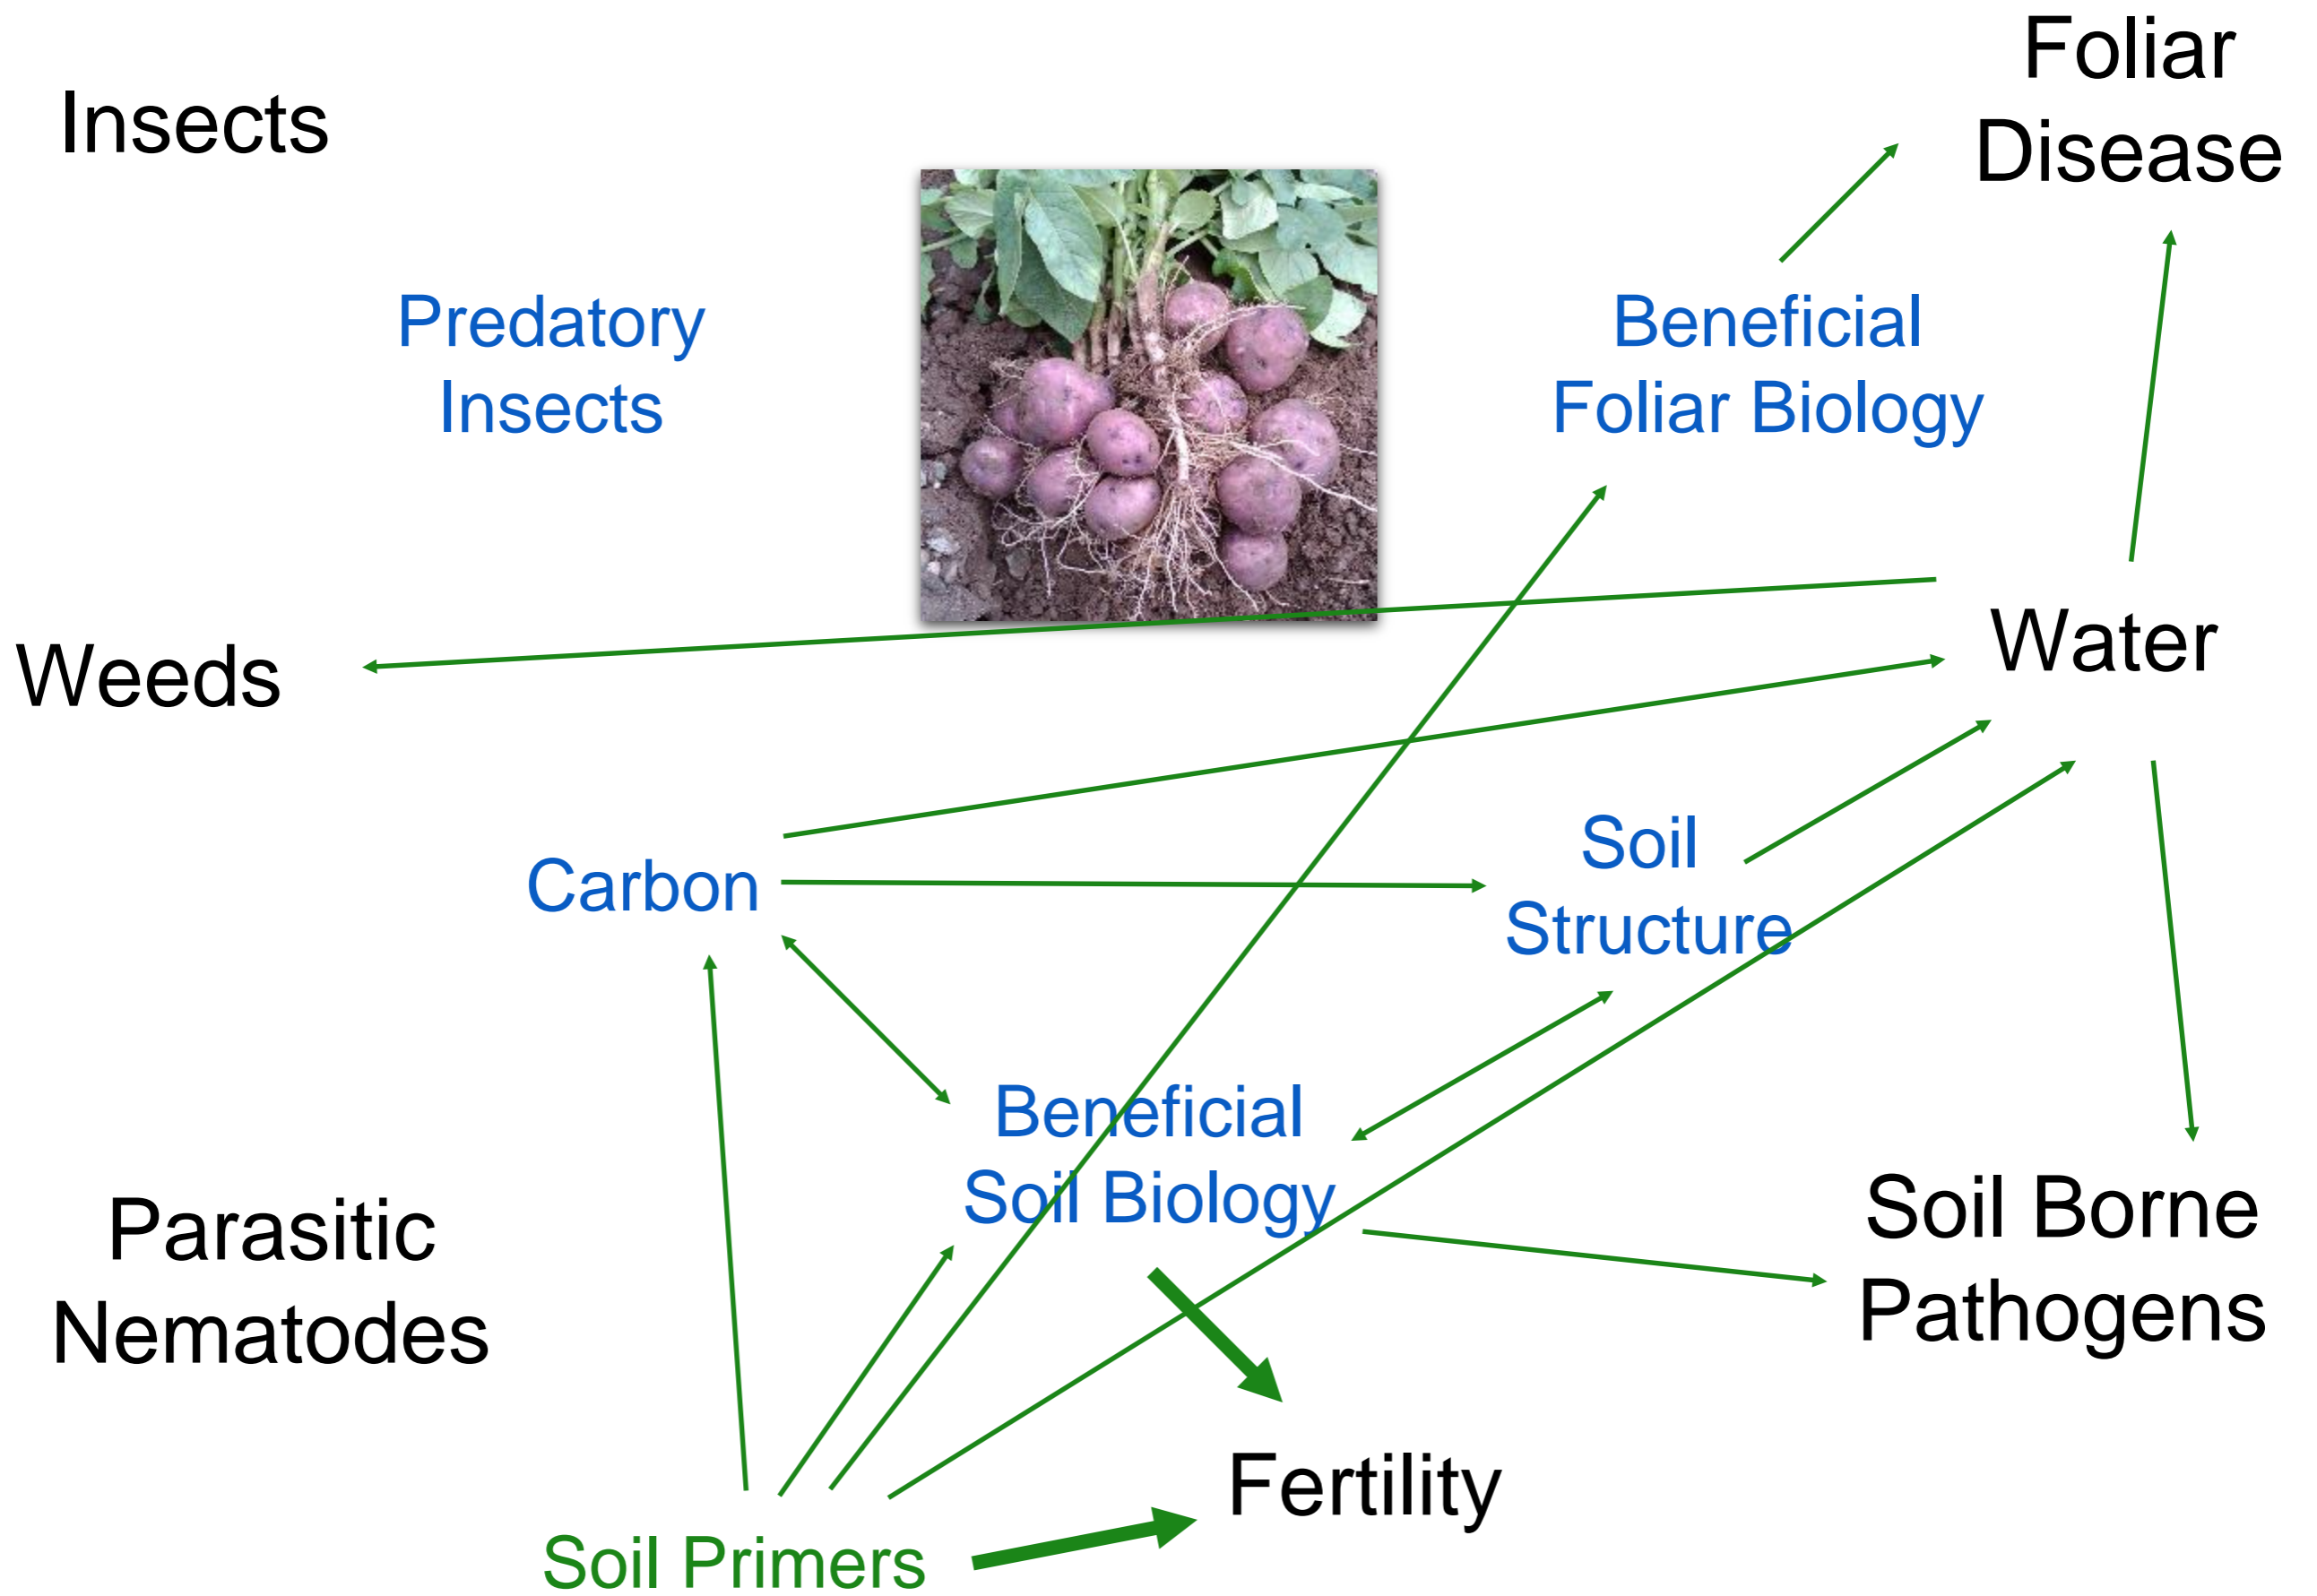 Foliar
Disease
Insects
Predatory
Insects
Beneficial
Foliar Biology
Weeds
Water
Carbon
Soil
Structure
Beneficial
Soil Biology
Parasitic
Nematodes
Soil Borne
Pathogens
Fertility
Soil Primers